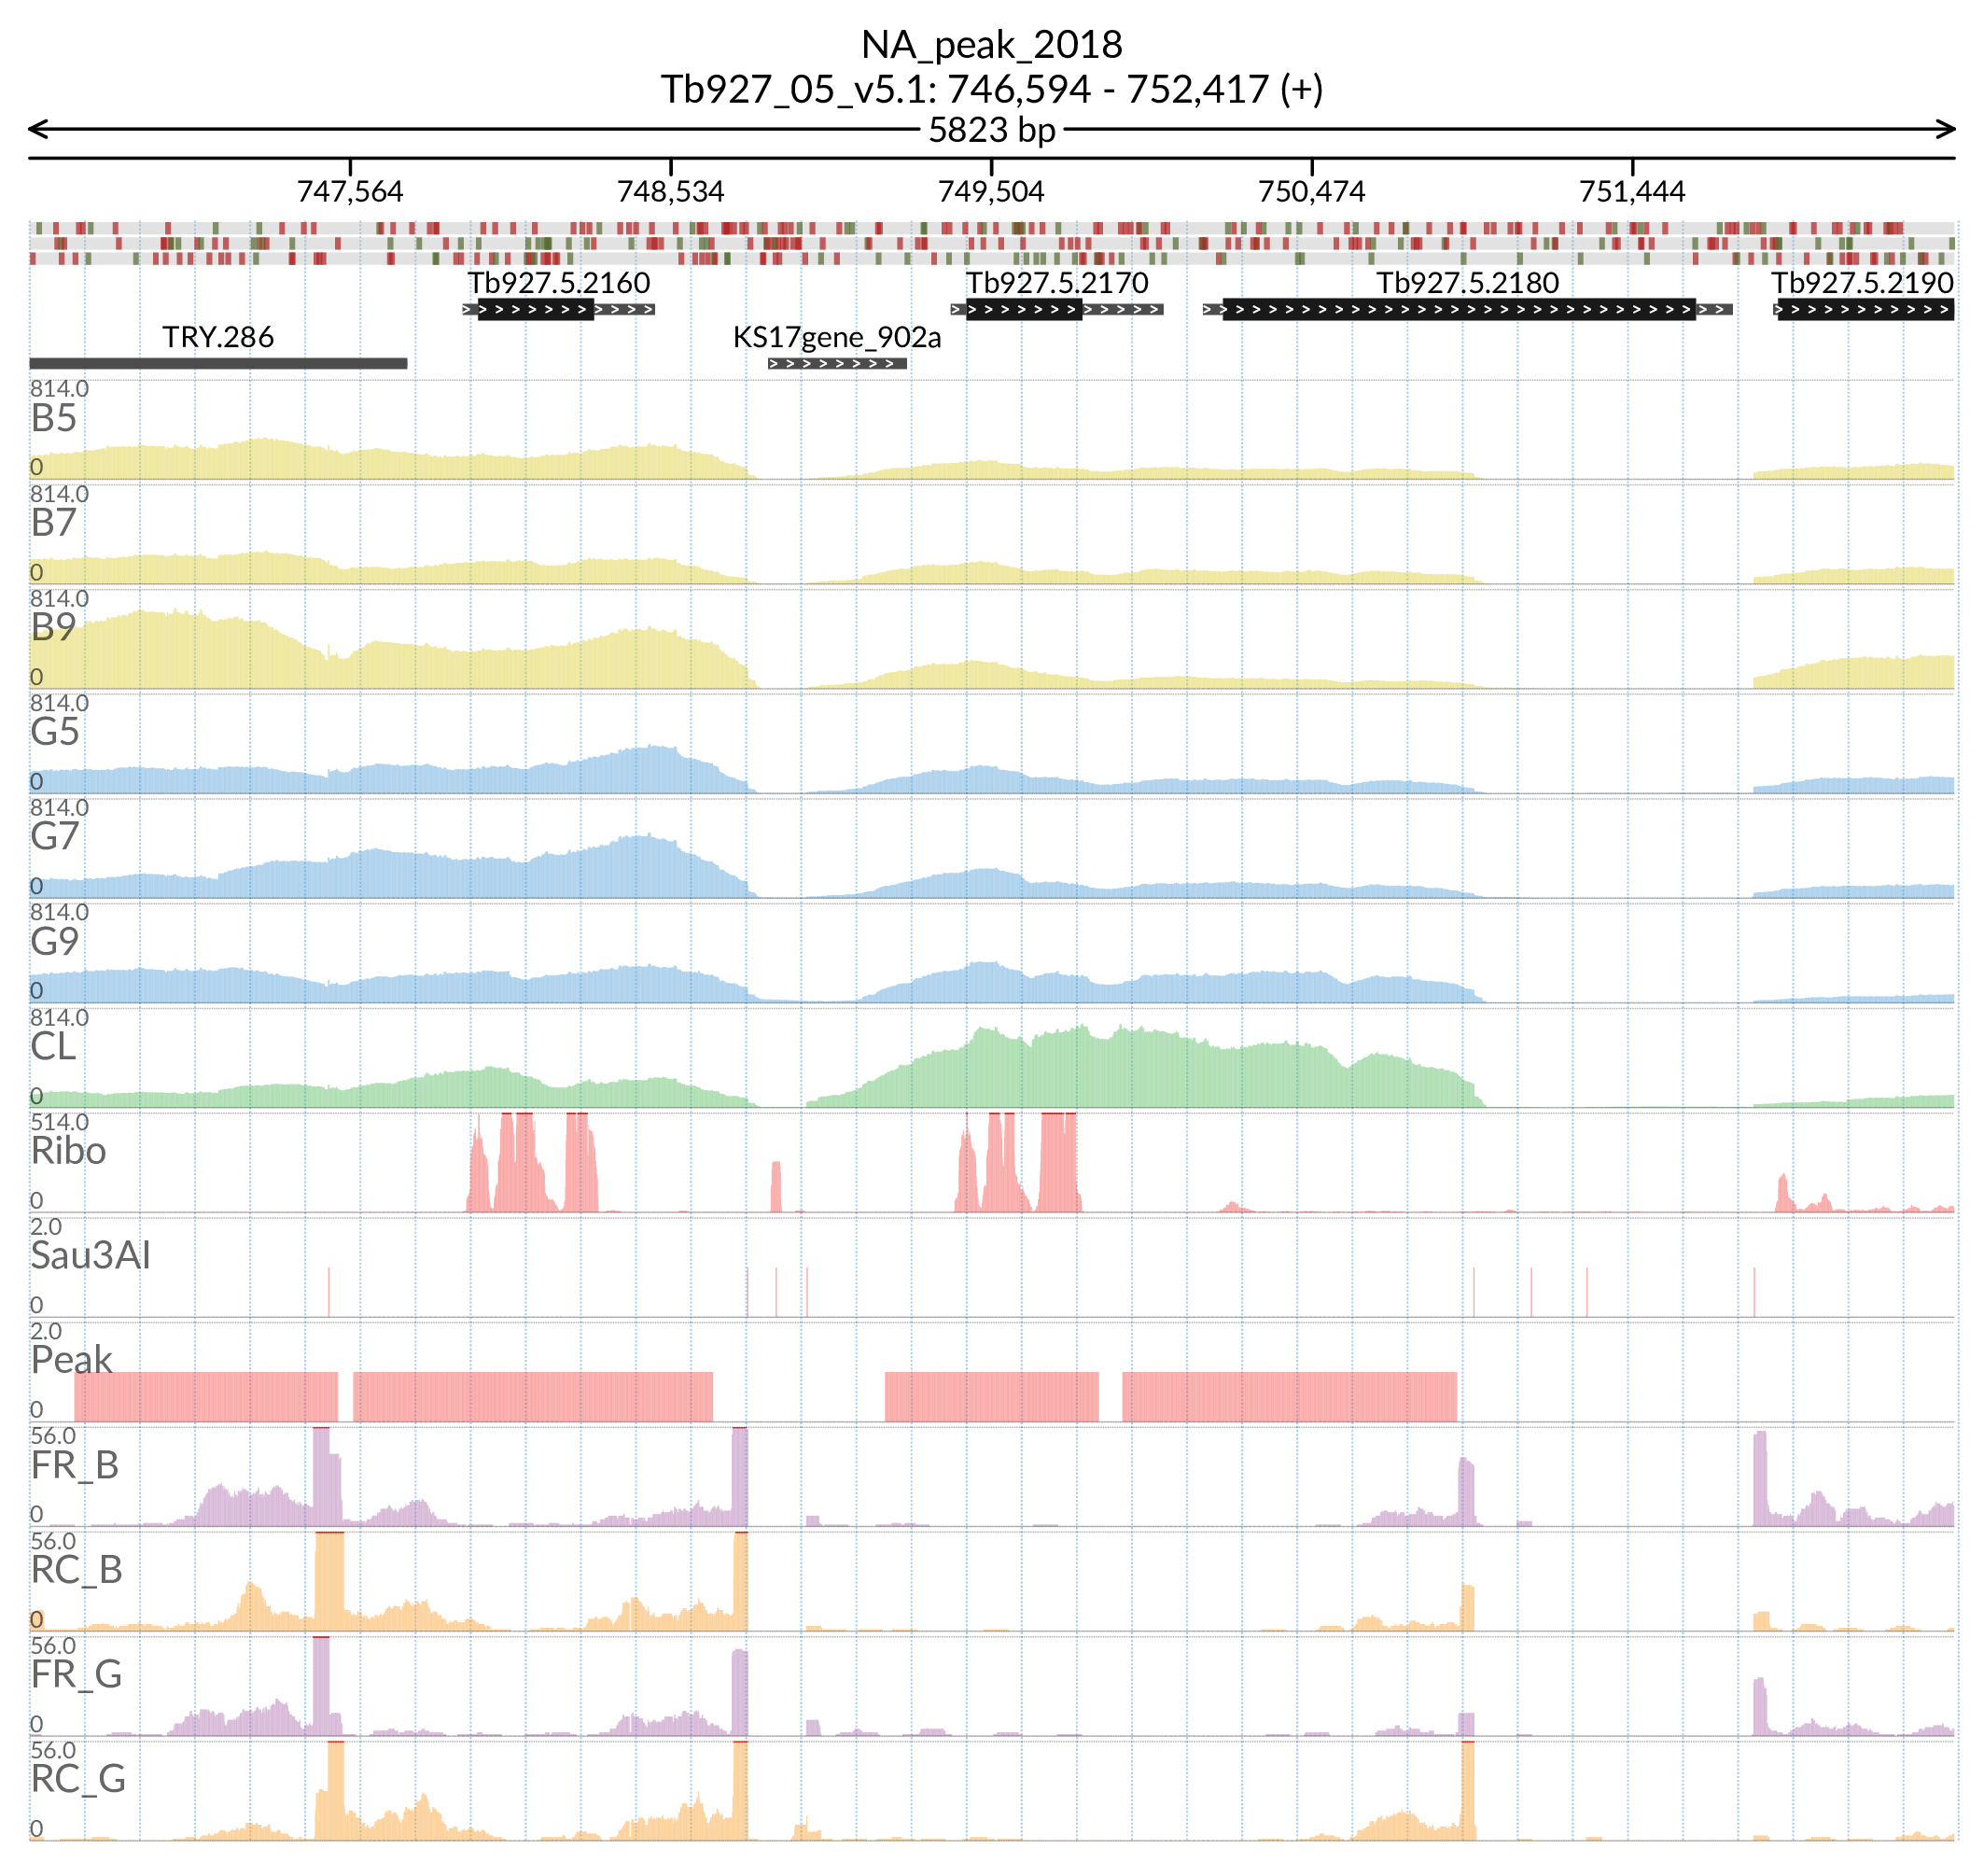 NA_peak_2018
Tb927_05_v5.1: 746,594 - 752,417 (+)
5823 bp
747,564 748,534 749,504 750,474 751,444
Tb927.5.2160 Tb927.5.2170 Tb927.5.2180 Tb927.5.2190
TRY.286 KS17gene_902a
814.0
B5
0
814.0
B7
0
814.0
B9
0
814.0
G5
0
814.0
G7
0
814.0
G9
0
814.0
CL
0
514.0
Ribo
0
2.0
Sau3AI
0
2.0
Peak
0
56.0
FR_B
0
56.0
RC_B
0
56.0
FR_G
0
56.0
RC_G
0